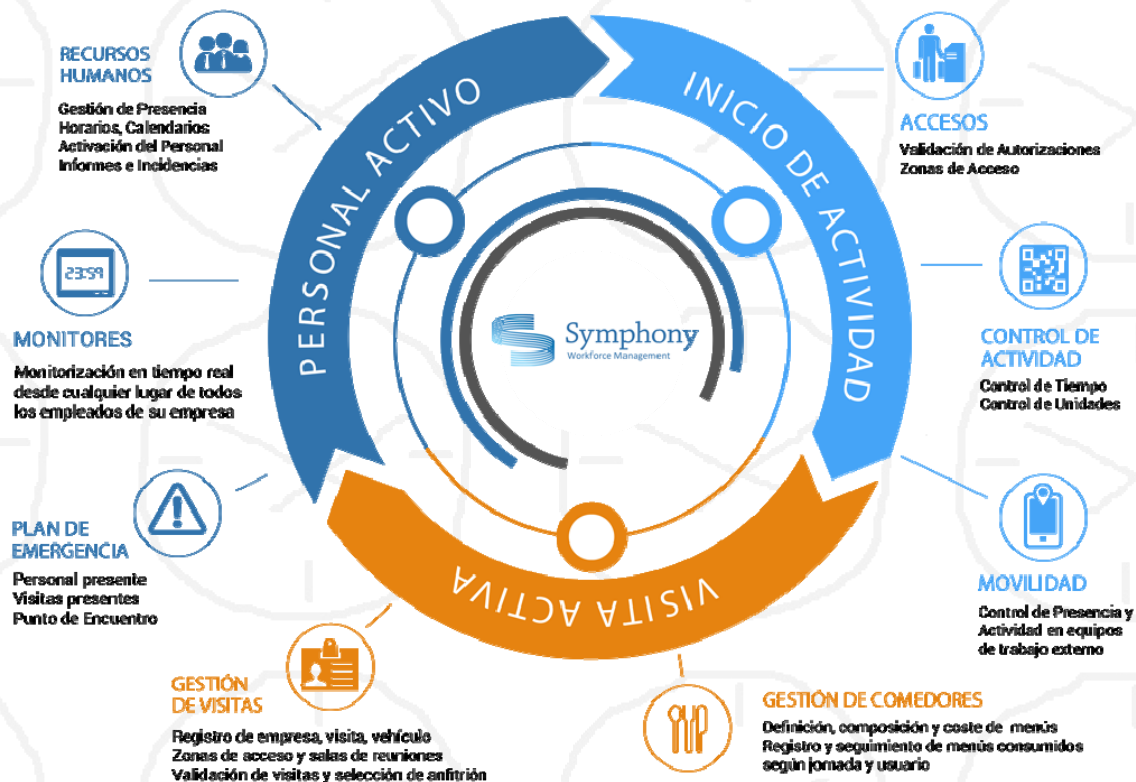 RECURSOS
HUMANOS
Gestión de Presencia
Horarios, Calendarios
Activación del Personal
Informes e Incidencias
23:59
MONITORES
Monitorización en tiempo real
desde cualquier lugar de todos
los empleados de su empresa
PLAN DE
EMERGENCIA
Personal presente
Visitas presentes
Punto de Encuentro
GESTIÓN
DE VISITAS
Registro de empresa, visita, vehículo
Zonas de acceso y salas de reuniones
Validación de visitas y selección de anfitrión
PERSONAL ACTIVO
INICIO DE ACTIVIDAD
VISITA ACTIVA
Symphony
Workforce Management
ACCESOS
Validación de Autorizaciones
Zonas de Acceso
CONTROL DE
ACTIVIDAD
Control de Tiempo
Control de Unidades
MOVILIDAD
Control de Presencia y
Actividad en equipos
de trabajo externo
GESTIÓN DE COMEDORES
Definición, composición y coste de menús
Registro y seguimiento de menús consumidos
según jornada y usuario